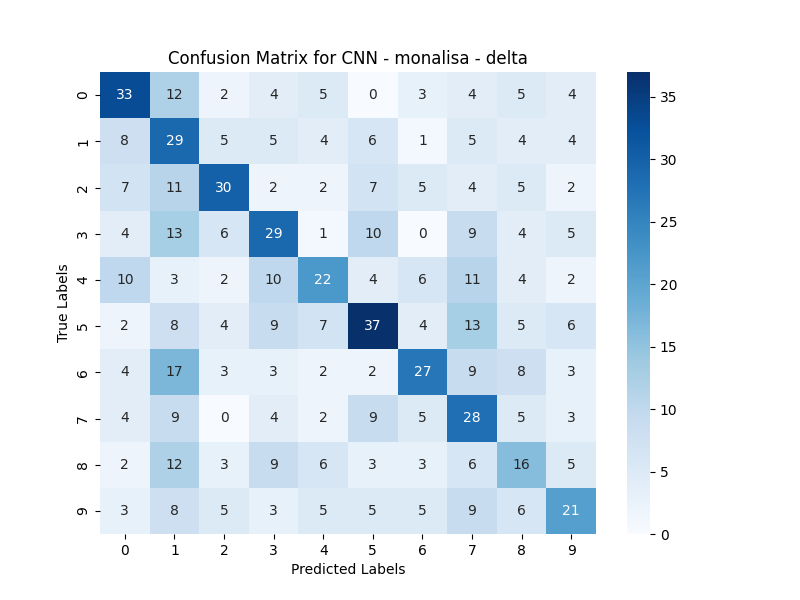 Confusion Matrix for CNN - monalisa - delta
0 33 12 2 4 5 0 3 4 5 4
1 8 29 5 5 4 6 1 5 4 4
2 7 11 30 2 2 7 5 4 5 2
3 4 13 6 29 1 10 0 9 4 5
4 10 3 2 10 22 4 6 11 4 2
5 2 8 4 9 7 37 4 13 5 6
6 4 17 3 3 2 2 27 9 8 3
7 4 9 0 4 2 9 5 28 5 3
8 2 12 3 9 6 3 3 6 16 5
9 3 8 5 3 5 5 5 9 6 21
0 1 2 3 4 5 6 7 8 9
Predicted Labels
True Labels
35
30
25
20
15
10
5
0